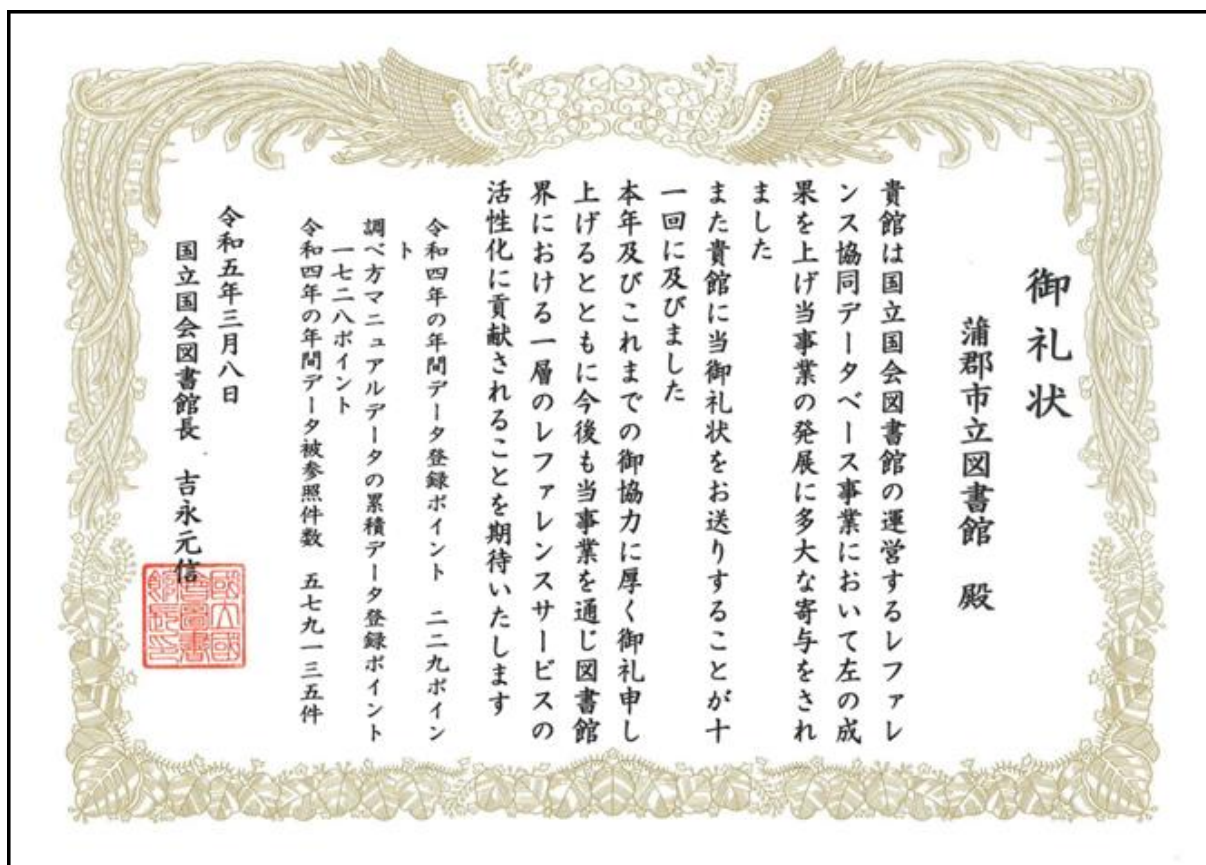 御礼状
蒲郡市立図書館　殿
貴館は国立国会図書館の運営するレファレ
ンス協同データベース事業において左の成
果を上げ当事業の発展に多大な寄与をされ
ました
また貴館に当御礼状をお送りすることが十
一回に及びました
本年及びこれまでの御協力に厚く御礼申し
上げるとともに今後も当事業を通じ図書館
界における一層のレファレンスサービスの
活性化に貢献されることを期待いたします
令和四年の年間データ登録ポイント　二二九ポイン
ト
調べ方マニュアルデータの累積データ登録ポイント
一七二八ポイント
令和四年の年間データ被参照件数　五七九一三五件
令和五年三月八日
国立国会図書館長　吉永元信
國立國
會圖書
館長之印